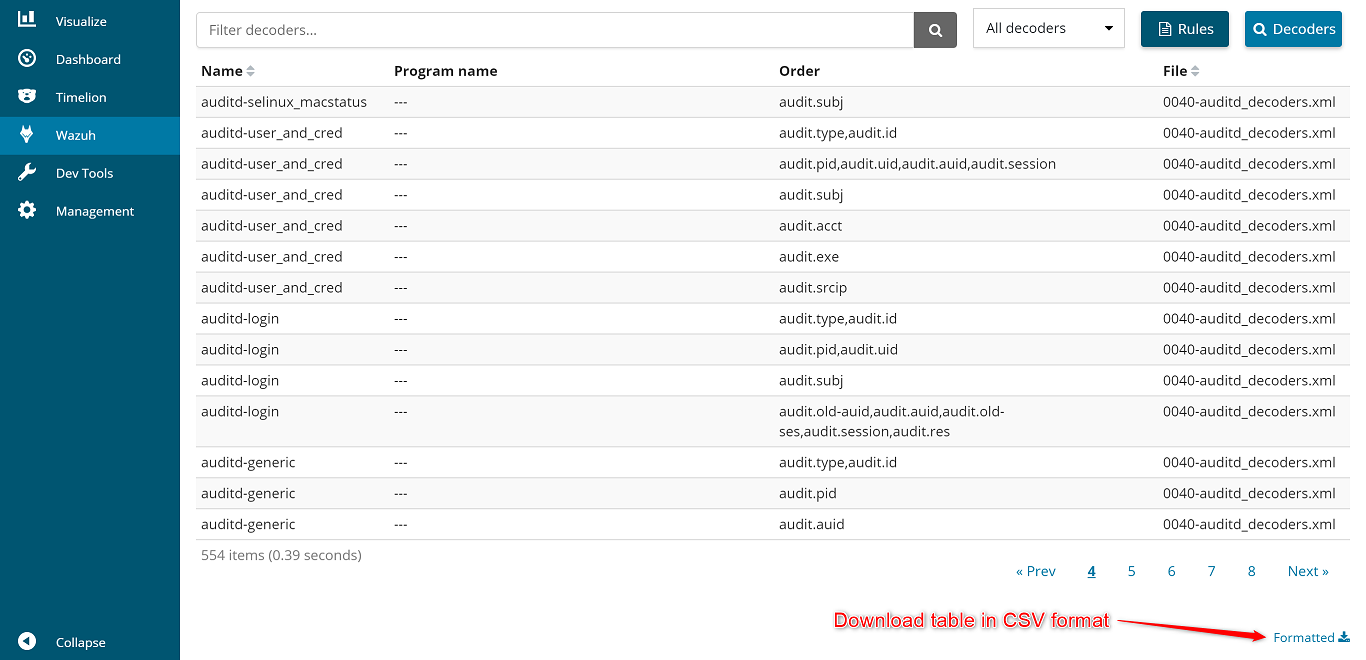 Visualize
Dashboard
Timelion
Wazuh
Dev Tools
Management
Collapse
Filter decoders...
All decoders
Rules
Decoders
Name Program name Order File
auditd-selinux_macstatus --- audit.subj 0040-auditd_decoders.xml
auditd-user_and_cred --- audit.type,audit.id 0040-auditd_decoders.xml
auditd-user_and_cred --- audit.pid,audit.uid,audit.auid,audit.session 0040-auditd_decoders.xml
auditd-user_and_cred --- audit.subj 0040-auditd_decoders.xml
auditd-user_and_cred --- audit.acct 0040-auditd_decoders.xml
auditd-user_and_cred --- audit.exe 0040-auditd_decoders.xml
auditd-user_and_cred --- audit.srcip 0040-auditd_decoders.xml
auditd-login --- audit.type,audit.id 0040-auditd_decoders.xml
auditd-login --- audit.pid,audit.uid 0040-auditd_decoders.xml
auditd-login --- audit.subj 0040-auditd_decoders.xml
auditd-login --- audit.old-auid,audit.auid,audit.old- 0040-auditd_decoders.xml
ses,audit.session,audit.res
auditd-generic --- audit.type,audit.id 0040-auditd_decoders.xml
auditd-generic --- audit.pid 0040-auditd_decoders.xml
auditd-generic --- audit.auid 0040-auditd_decoders.xml
554 items (0.39 seconds)
« Prev 4 5 6 7 8 Next »
Download table in CSV format
Formatted